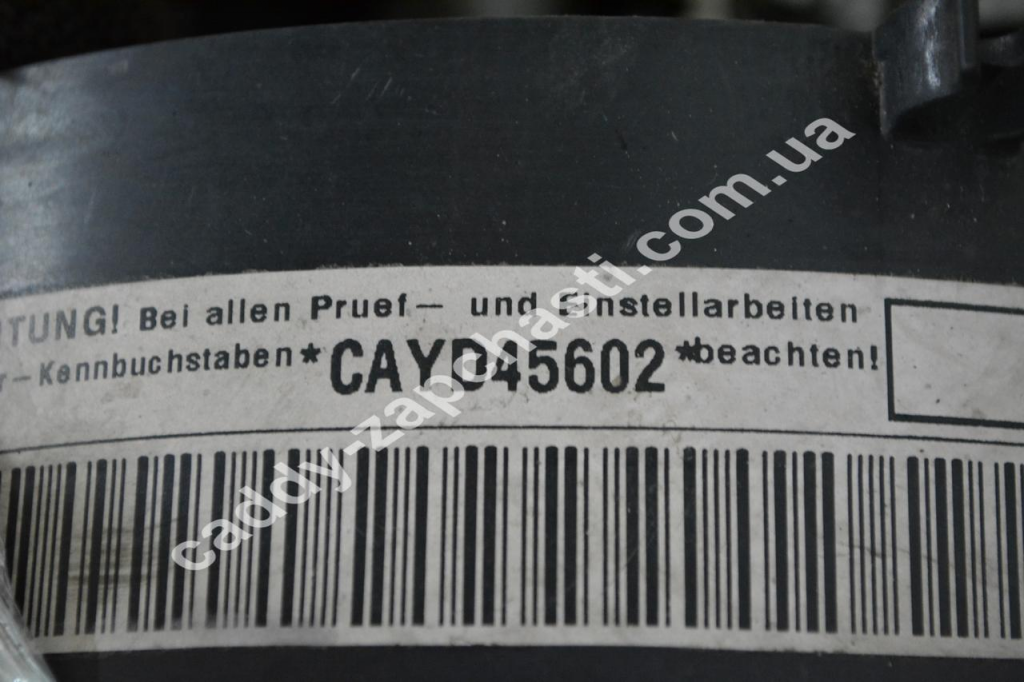 TUNG! Bei allen Pruef- und Einstellarbeiten
-Kennbuchstaben*CAYD45602*beachten!
caddy-zapchasti.com.ua